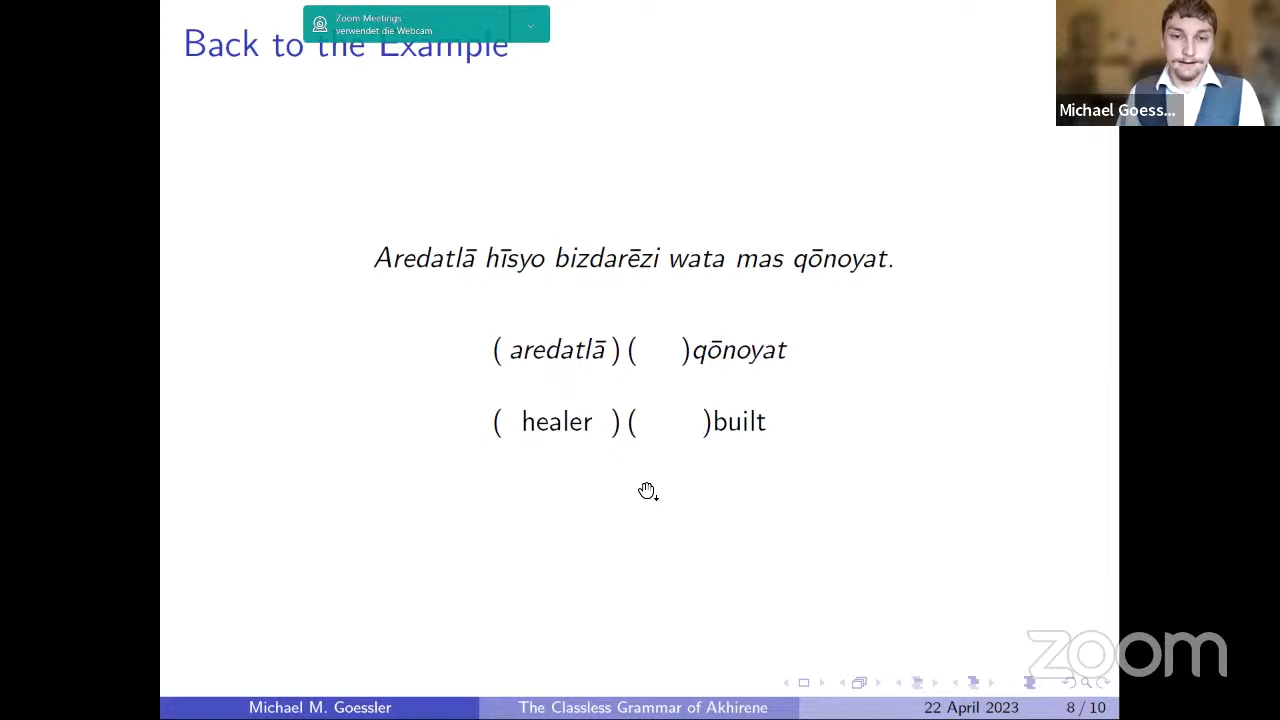 Zoom Meetings
verwendet die Webcam
Back to the Example
Michael Goess...
Aredatlā hīsyo bizdarēzi wata mas qōnoyat.
( aredatlā ) (      ) qōnoyat
( healer ) (      ) built
zoom
Michael M. Goessler
The Classless Grammar of Akhirene
22 April 2023
8 / 10